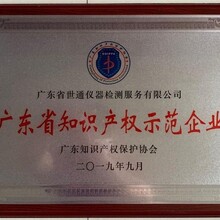 广东省世通仪器检测服务有限公司
广东省知识产权示范企业
广东知识产权保护协会
二〇一九年九月